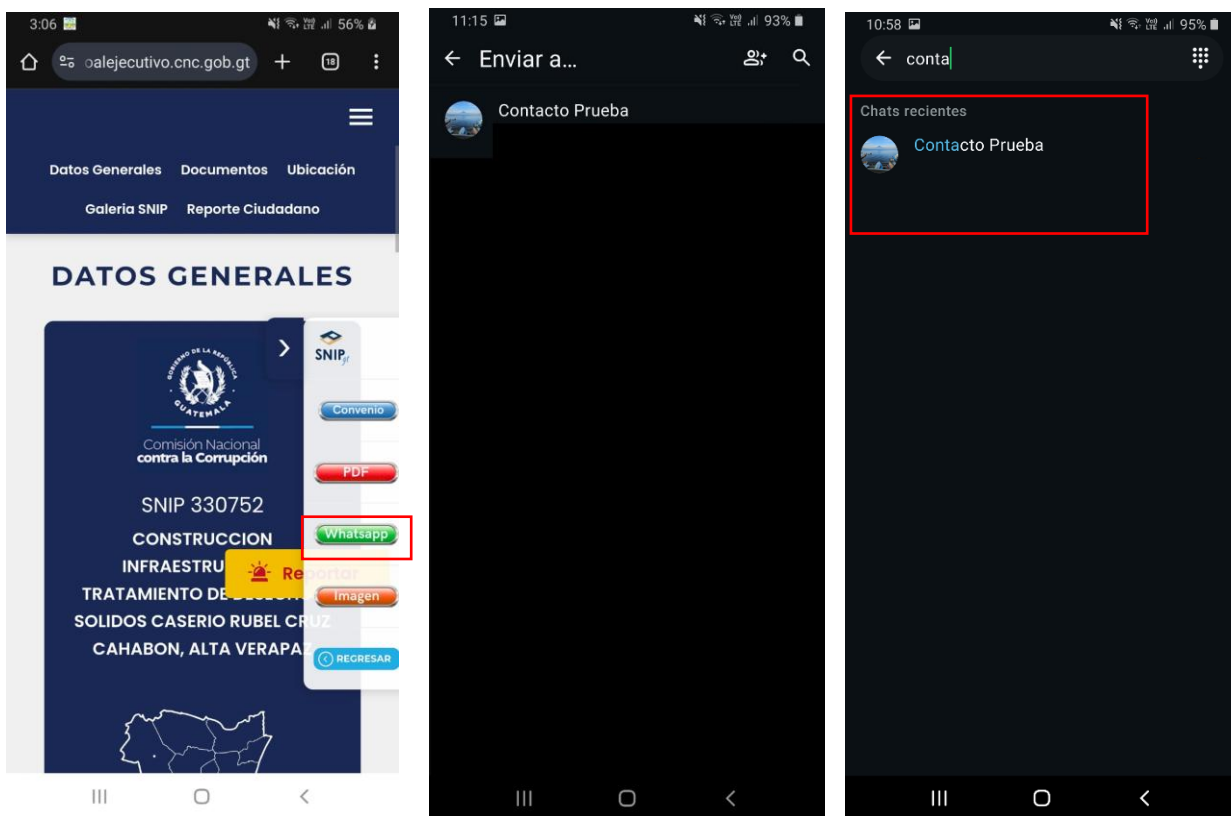 3:06
56%
oalejecutivo.cnc.gob.gt
18
Datos Generales Documentos Ubicación
Galeria SNIP Reporte Ciudadano
DATOS GENERALES
GOBIERNO DE LA REPÚBLICA
GUATEMALA
Comisión Nacional
contra la Corrupción
SNIP 330752
CONSTRUCCION
INFRAESTRU
TRATAMIENTO DE
SOLIDOS CASERIO RUBEL CRUZ
CAHABON, ALTA VERAPAZ
Reportar
SNIPgt
Convenio
PDF
Whatsapp
Imagen
REGRESAR
11:15
93%
Enviar a...
Contacto Prueba
10:58
95%
conta
Chats recientes
Contacto Prueba